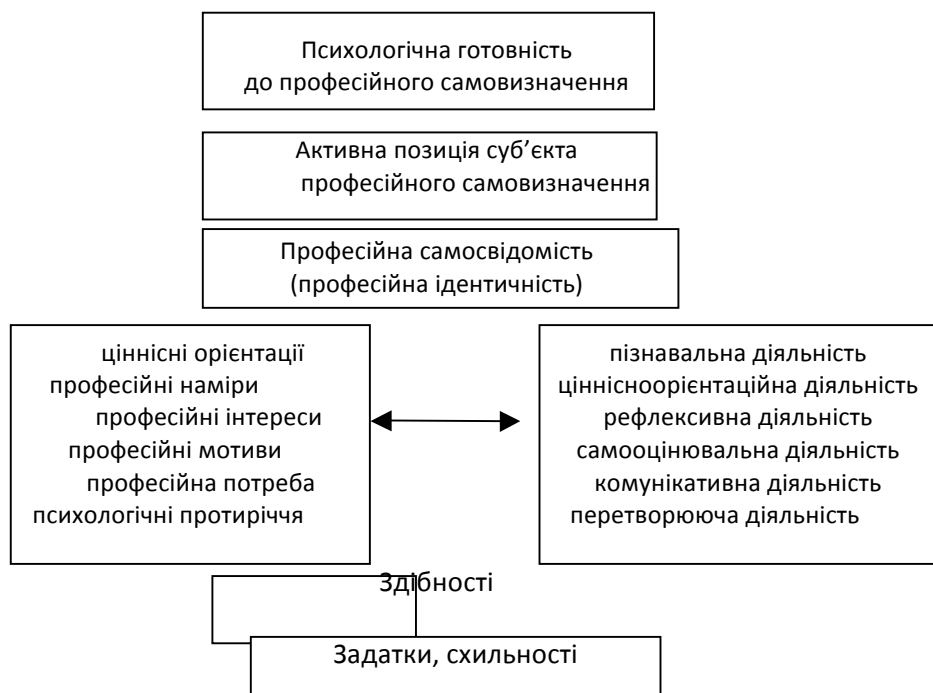 Психологічна готовність
до професійного самовизначення
Активна позиція суб’єкта
професійного самовизначення
Професійна самосвідомість
(професійна ідентичність)
ціннісні орієнтації
професійні наміри
професійні інтереси
професійні мотиви
професійна потреба
психологічні протиріччя
пізнавальна діяльність
цінні­сноорієнтаційна діяльність
рефлексивна діяльність
самооцінювальна діяльність
комунікативна діяльність
перетворююча діяльність
Здібності
Задатки, схильності